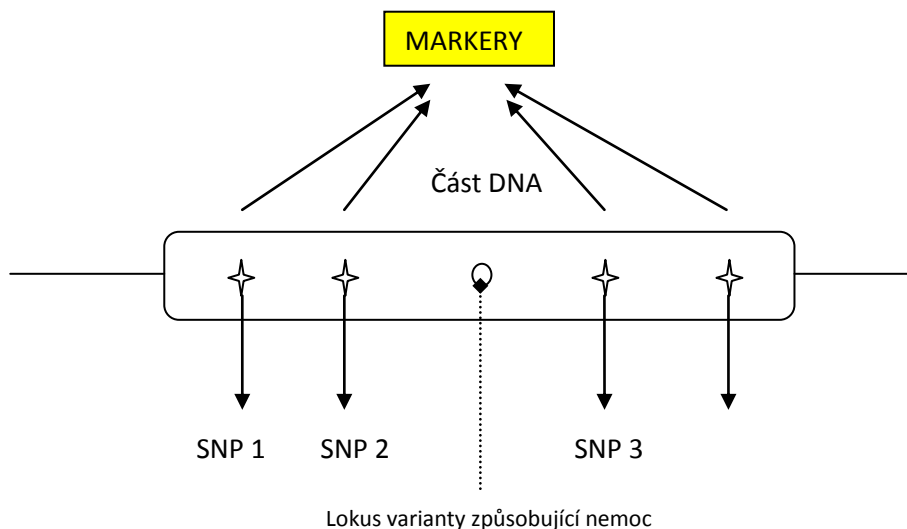 MARKERY
Část DNA
SNP 1
SNP 2
SNP 3
Lokus varianty způsobující nemoc